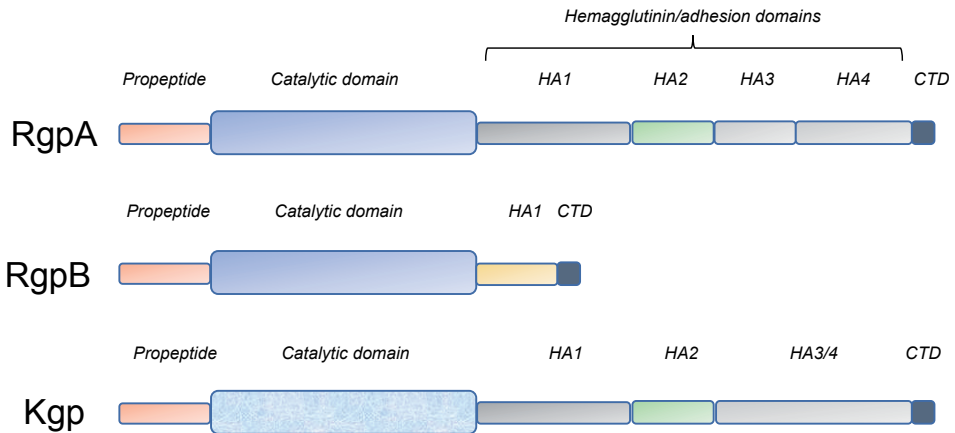 Hemagglutinin/adhesion domains
Propeptide Catalytic domain HA1 HA2 HA3 HA4 CTD
RgpA
Propeptide Catalytic domain HA1 CTD
RgpB
Propeptide Catalytic domain HA1 HA2 HA3/4 CTD
Kgp